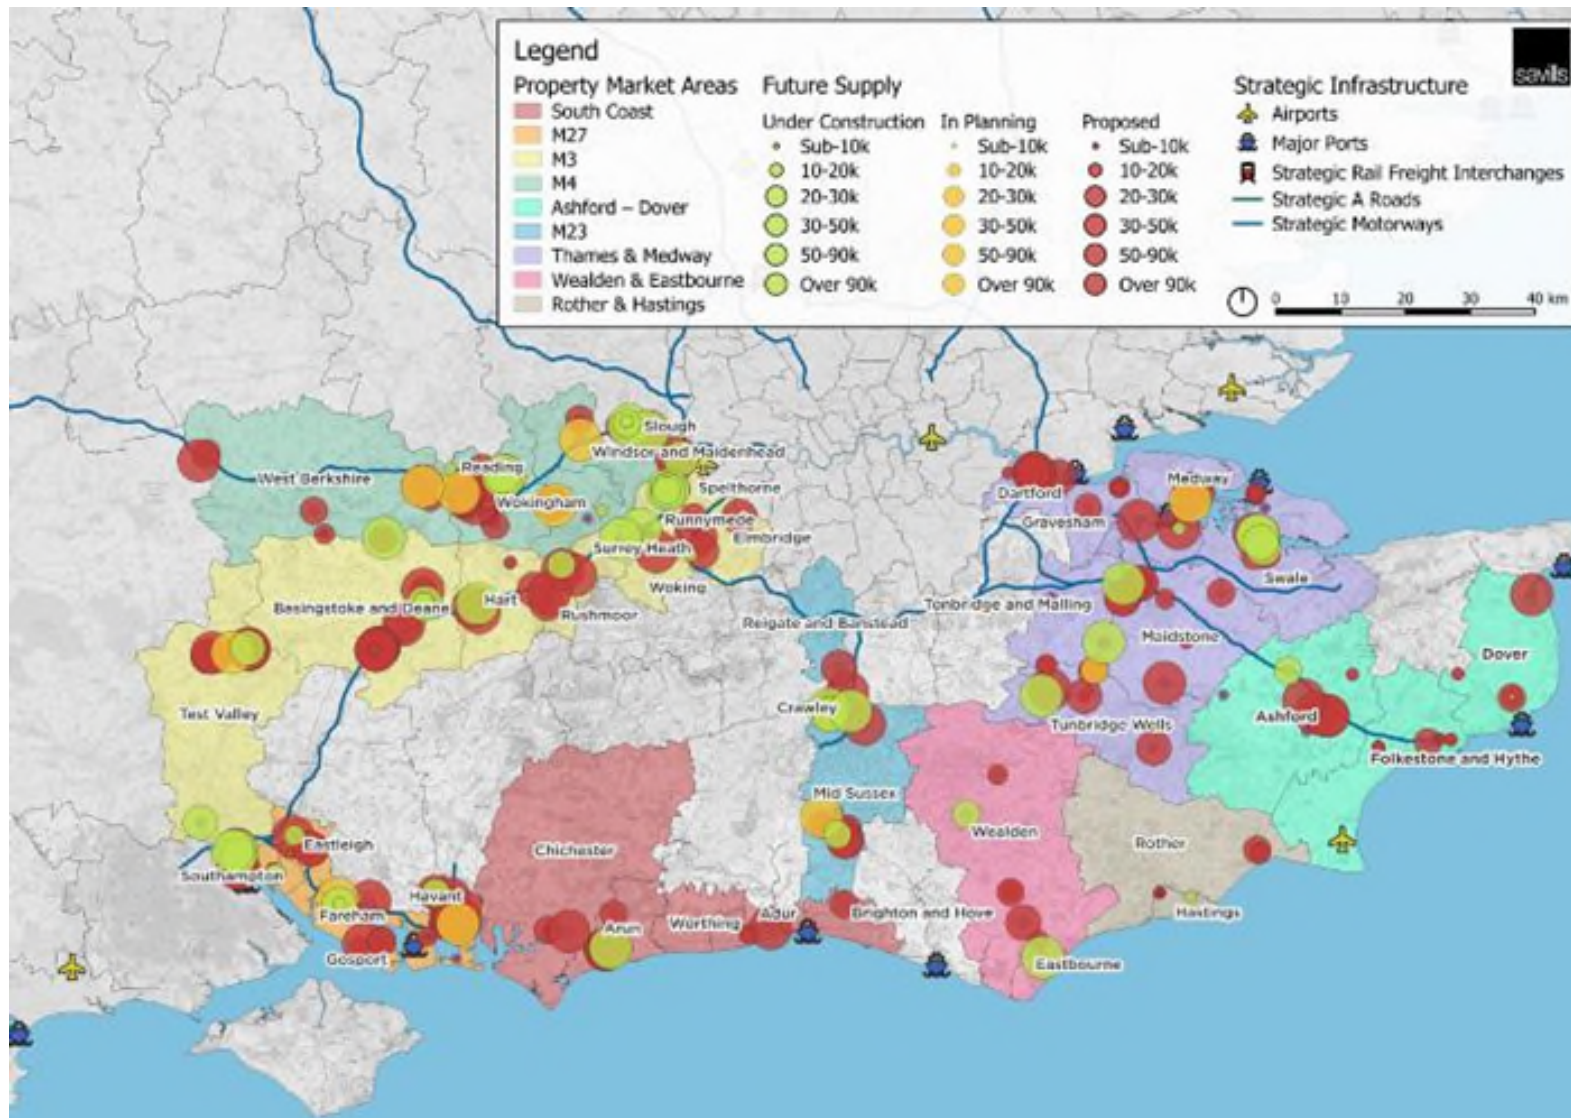 Legend
savills
Property Market Areas
South Coast
M27
M3
M4
Ashford – Dover
M23
Thames & Medway
Wealden & Eastbourne
Rother & Hastings
Future Supply
Under Construction
Sub-10k
10-20k
20-30k
30-50k
50-90k
Over 90k
In Planning
Sub-10k
10-20k
20-30k
30-50k
50-90k
Over 90k
Proposed
Sub-10k
10-20k
20-30k
30-50k
50-90k
Over 90k
Strategic Infrastructure
Airports
Major Ports
Strategic Rail Freight Interchanges
Strategic A Roads
Strategic Motorways
0 10 20 30 40 km
Slough
Windsor and Maidenhead
Reading
West Berkshire
Spelthorne
Wokingham
Runnymede
Elmbridge
Surrey Heath
Woking
Basingstoke and Deane
Hart
Rushmoor
Reigate and Banstead
Test Valley
Crawley
Mid Sussex
Dartford
Medway
Gravesham
Swale
Tonbridge and Malling
Maidstone
Tunbridge Wells
Ashford
Dover
Folkestone and Hythe
Eastleigh
Southampton
Fareham
Havant
Gosport
Chichester
Arun
Worthing
Adur
Brighton and Hove
Wealden
Rother
Hastings
Eastbourne